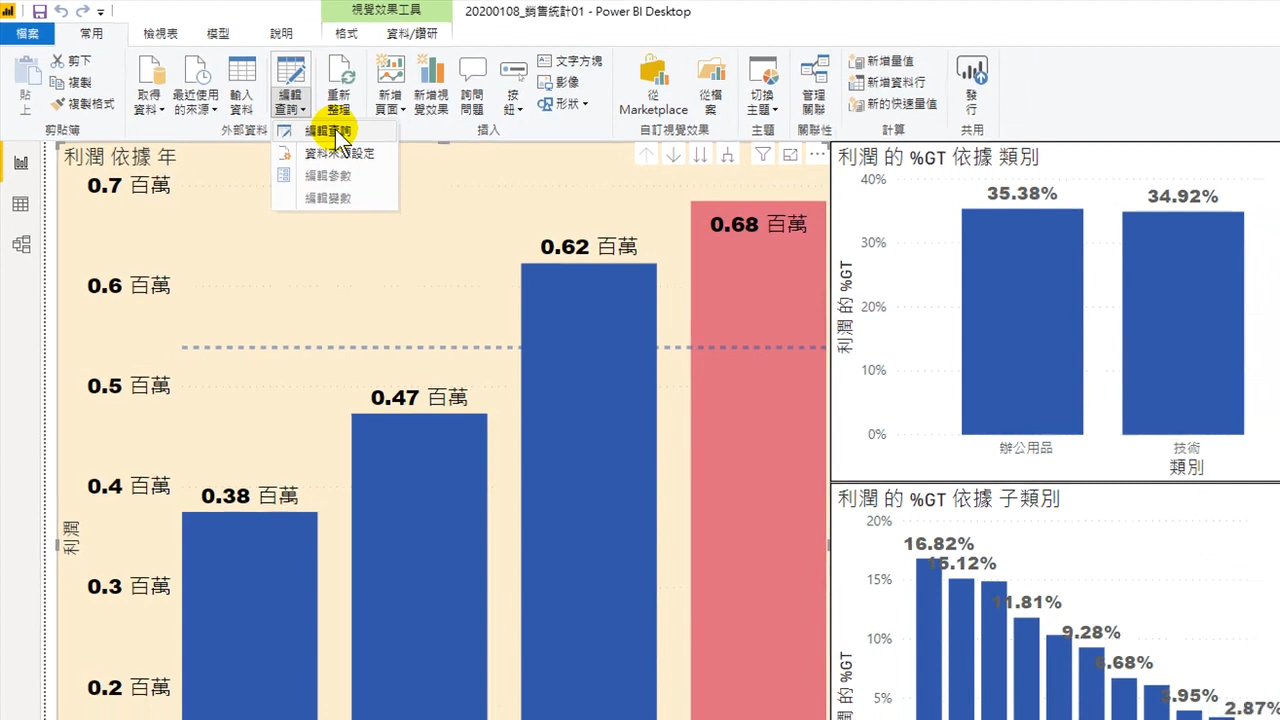 20200108_銷售統計01 - Power BI Desktop
視覺效果工具
檔案 常用 檢視表 模型 說明 格式 資料/鑽研
貼上
剪下
複製
複製格式
剪貼簿
取得資料
最近使用的來源
輸入資料
編輯查詢
重新整理
外部資料
新增頁面
新增視覺效果
詢問問題
按鈕
文字方塊
影像
形狀
插入
從 Marketplace
從檔案
自訂視覺效果
切換主題
主題
管理關聯
關聯性
新增量值
新增資料行
新的快速量值
計算
發行
共用
編輯查詢
資料來源設定
編輯參數
編輯變數
利潤 依據 年
0.7 百萬
0.6 百萬
0.5 百萬
0.4 百萬
0.3 百萬
0.2 百萬
利潤
0.38 百萬
0.47 百萬
0.62 百萬
0.68 百萬
利潤 的 %GT 依據 類別
40%
30%
20%
10%
0%
利潤 的 %GT
35.38%
34.92%
辦公用品
技術
類別
利潤 的 %GT 依據 子類別
20%
15%
10%
5%
利潤 的 %GT
16.82%
15.12%
11.81%
9.28%
6.68%
3.95%
2.87%